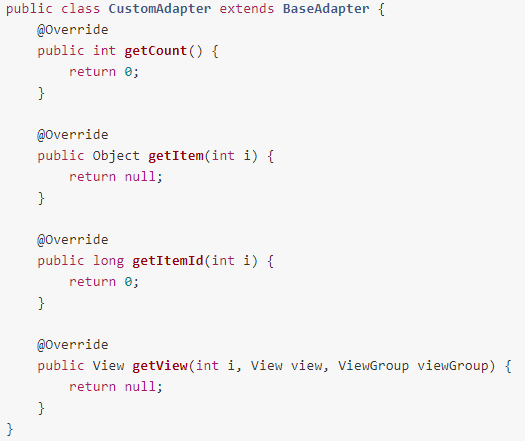 public class CustomAdapter extends BaseAdapter {
    @Override
    public int getCount() {
        return 0;
    }

    @Override
    public Object getItem(int i) {
        return null;
    }

    @Override
    public long getItemId(int i) {
        return 0;
    }

    @Override
    public View getView(int i, View view, ViewGroup viewGroup) {
        return null;
    }
}